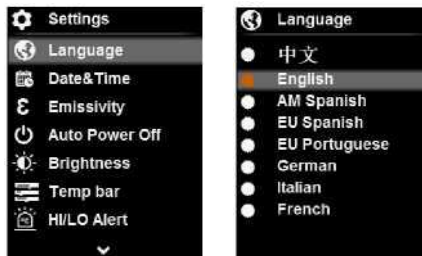 Settings
Language
Date&Time
Emissivity
Auto Power Off
Brightness
Temp bar
HI/LO Alert
Language
中文
English
AM Spanish
EU Spanish
EU Portuguese
German
Italian
French